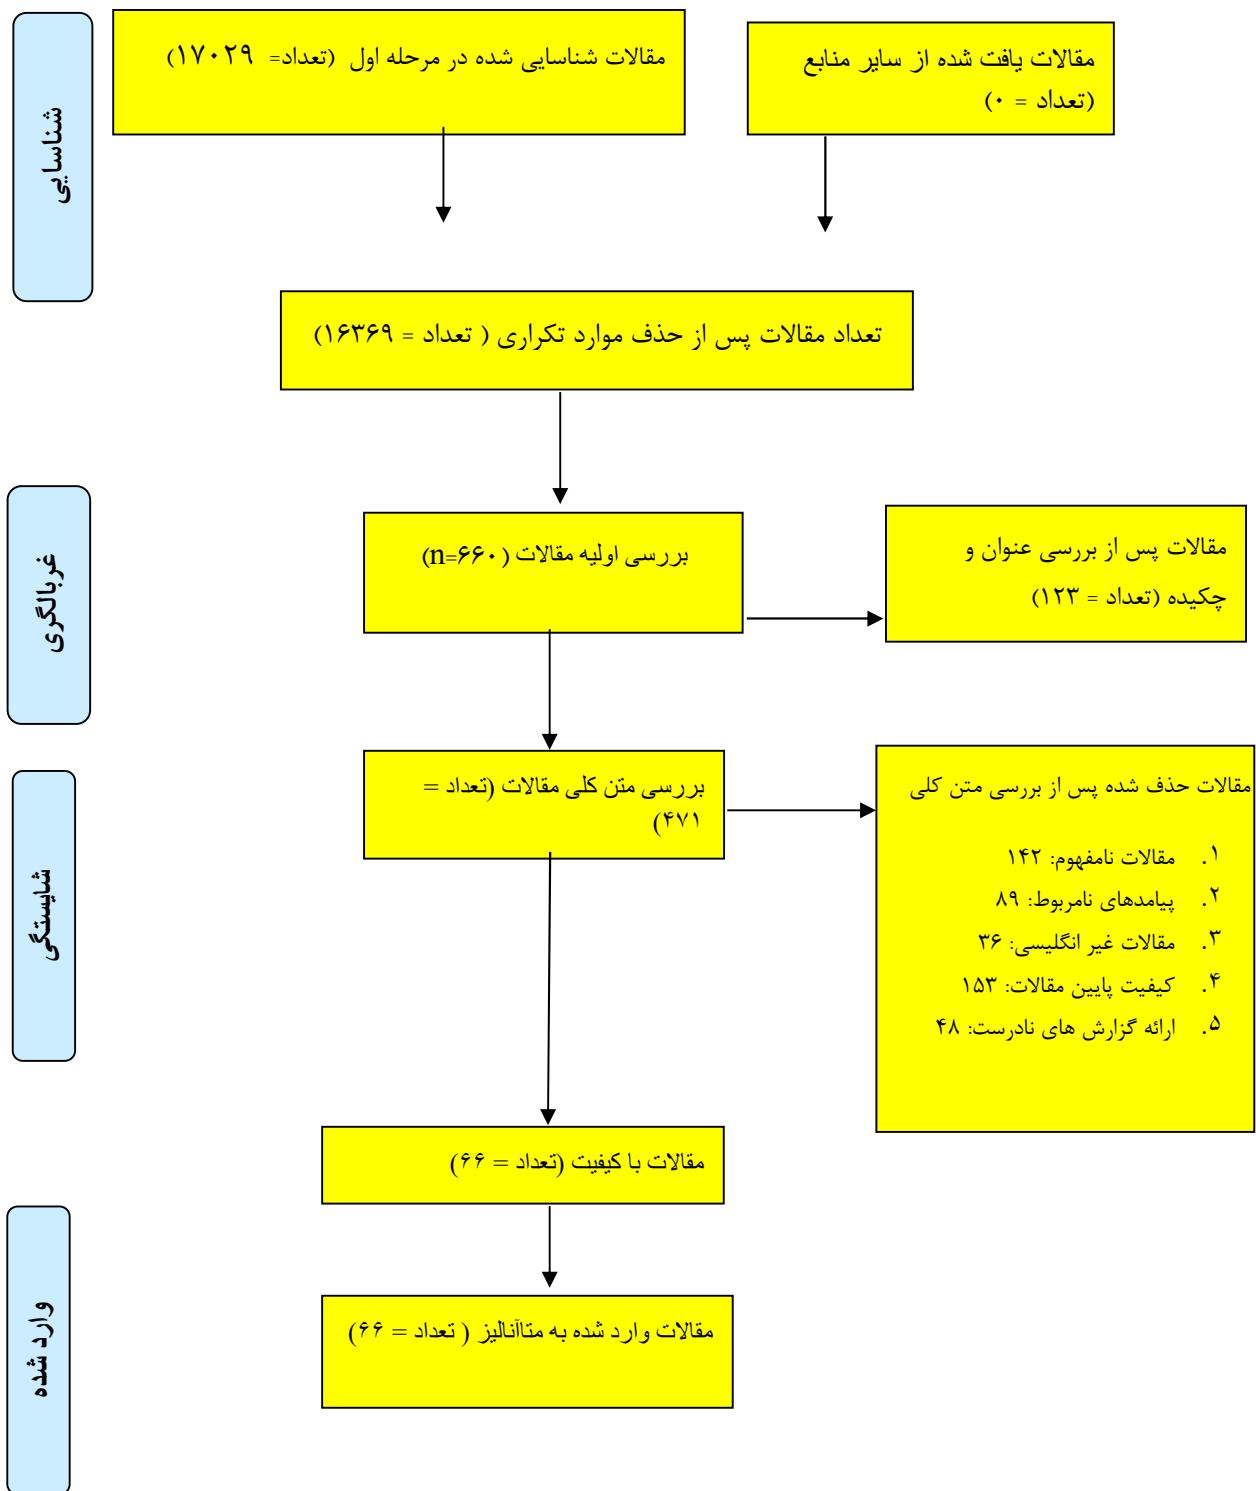 شناسایی
مقالات یافت شده از سایر منابع
(تعداد = ۰)
مقالات شناسایی شده در مرحله اول (تعداد= ۱۷۰۲۹)
تعداد مقالات پس از حذف موارد تکراری ( تعداد = ۱۶۳۶۹)
غربالگری
بررسی اولیه مقالات (n=۶۶۰)
مقالات پس از بررسی عنوان و
چکیده (تعداد = ۱۲۳)
شایستگی
بررسی متن کلی مقالات (تعداد =
۴۷۱)
مقالات حذف شده پس از بررسی متن کلی
۱. مقالات نامفهوم: ۱۴۲
۲. پیامدهای نامربوط: ۸۹
۳. مقالات غیر انگلیسی: ۳۶
۴. کیفیت پایین مقالات: ۱۵۳
۵. ارائه گزارش های نادرست: ۴۸
مقالات با کیفیت (تعداد = ۶۶)
وارد شده
مقالات وارد شده به متاآنالیز ( تعداد = ۶۶)